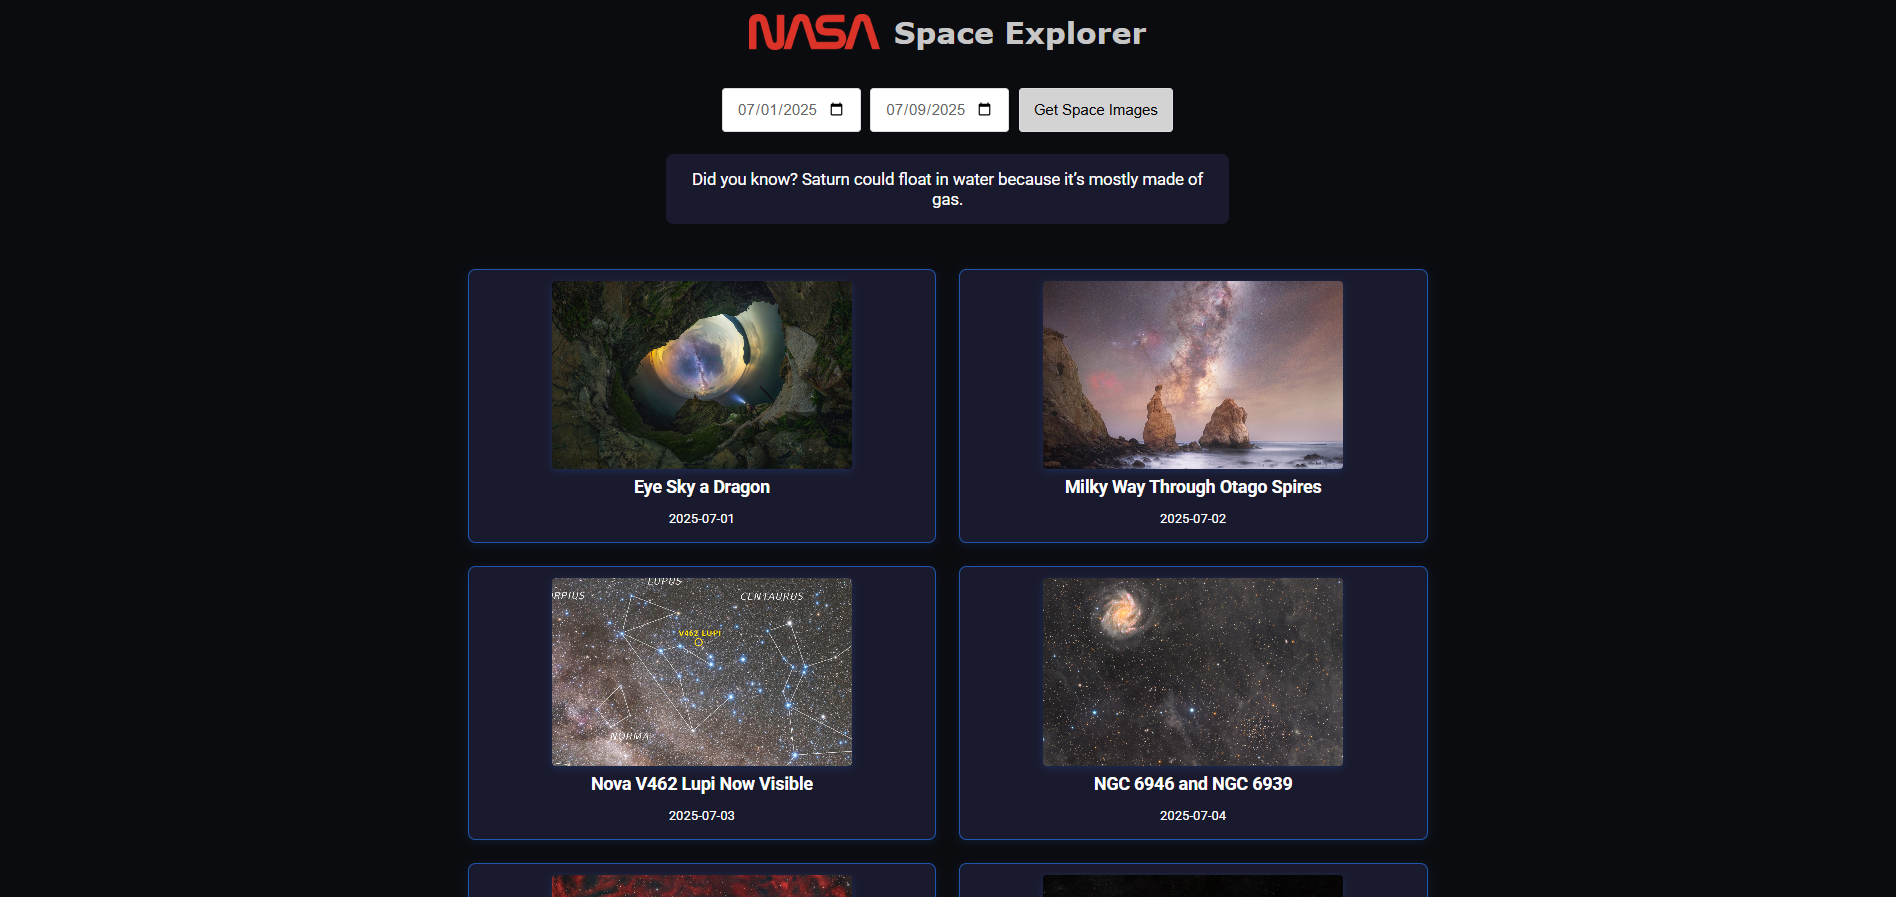 NASA Space Explorer
07/01/2025 07/09/2025 Get Space Images
Did you know? Saturn could float in water because it’s mostly made of
gas.
Eye Sky a Dragon
2025-07-01
Milky Way Through Otago Spires
2025-07-02
LUPUS
RPIUS
CENTAURUS
V462 LUPI
NORMA
Nova V462 Lupi Now Visible
2025-07-03
NGC 6946 and NGC 6939
2025-07-04